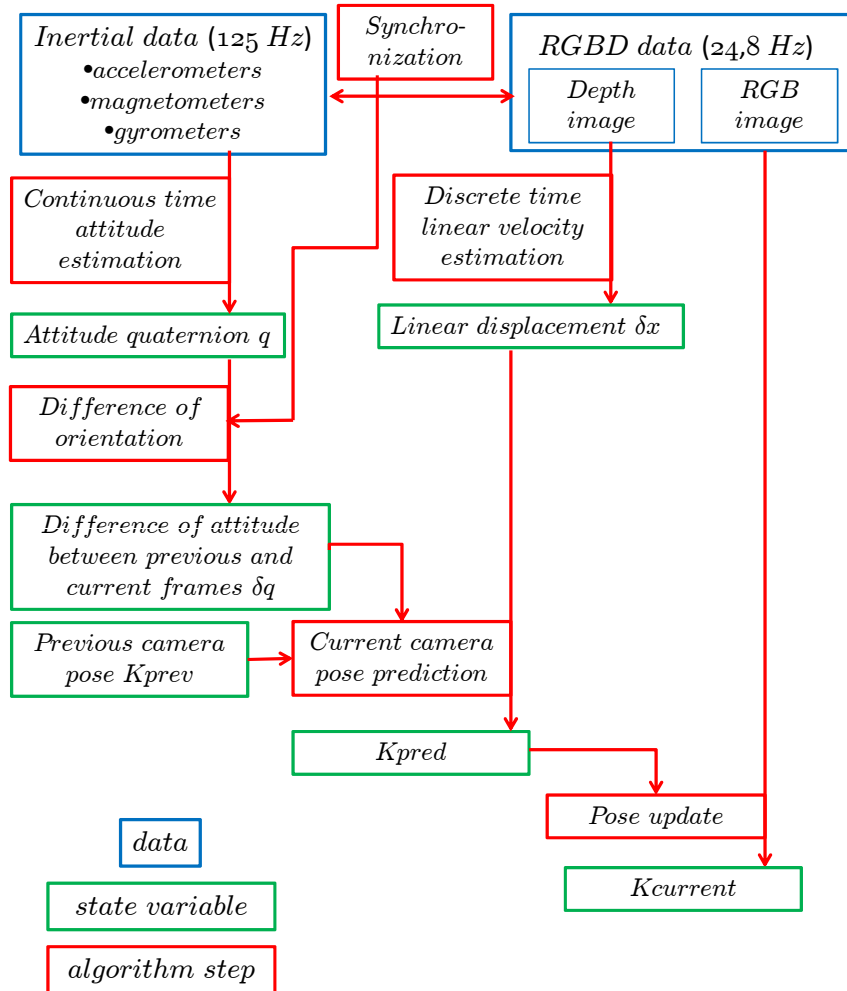 Inertial data (125 Hz)
•accelerometers
•magnetometers
•gyrometers
Synchro-
nization
RGBD data (24,8 Hz)
Depth
image
RGB
image
Continuous time
attitude
estimation
Discrete time
linear velocity
estimation
Attitude quaternion q
Linear displacement δx
Difference of
orientation
Difference of attitude
between previous and
current frames δq
Previous camera
pose Kprev
Current camera
pose prediction
Kpred
Pose update
Kcurrent
data
state variable
algorithm step